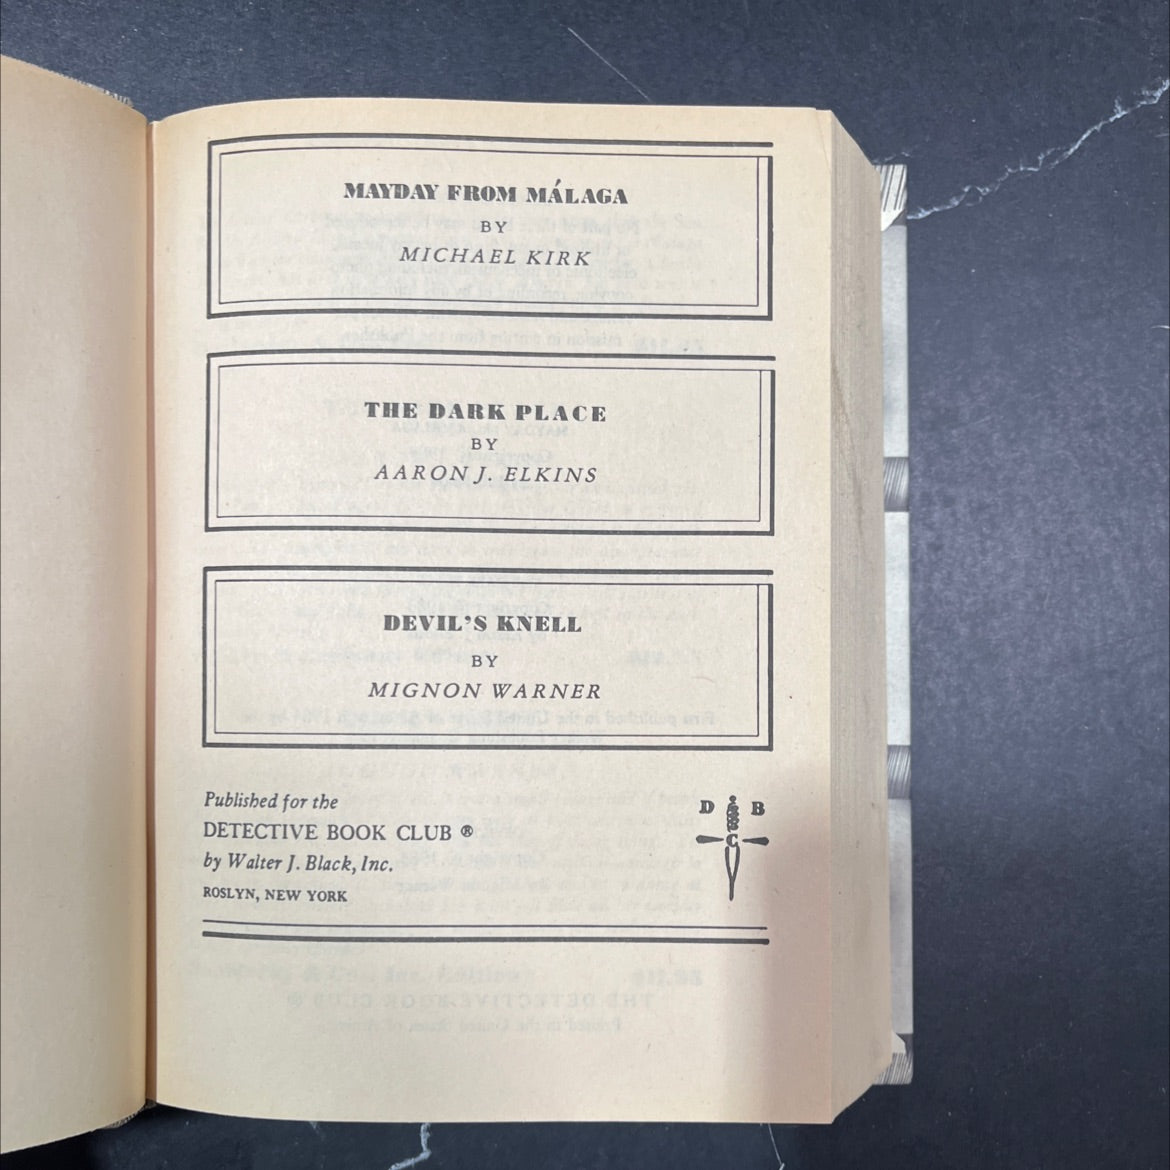 MAYDAY FROM MÁLAGA
BY
MICHAEL KIRK
THE DARK PLACE
BY
AARON J. ELKINS
DEVIL'S KNELL
BY
MIGNON WARNER
Published for the
DETECTIVE BOOK CLUB ®
by Walter J. Black, Inc.
ROSLYN, NEW YORK
D B
C